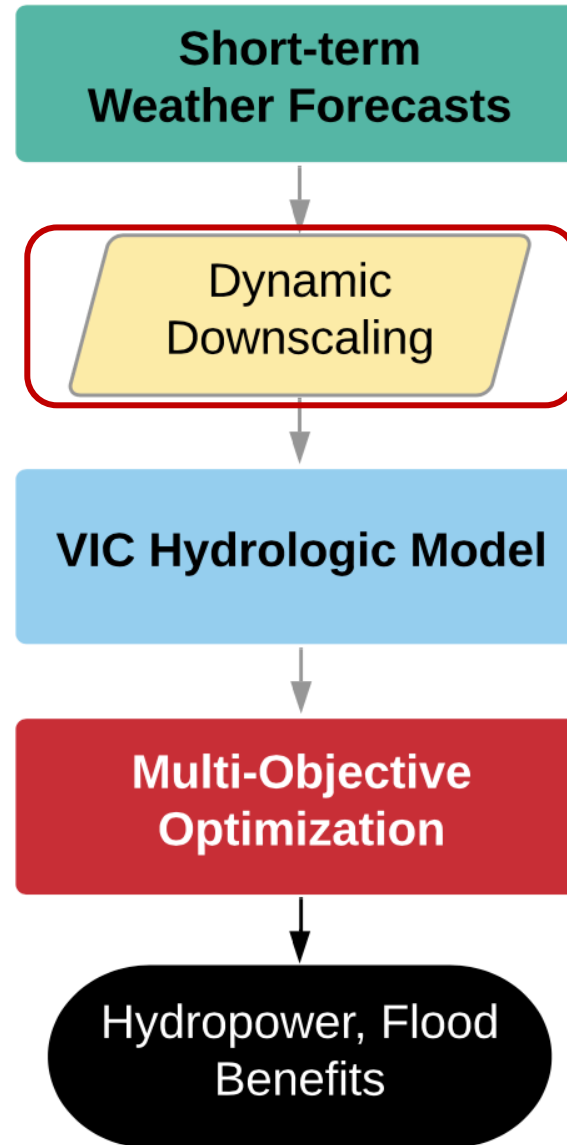 Short-term
Weather Forecasts
Dynamic
Downscaling
VIC Hydrologic Model
Multi-Objective
Optimization
Hydropower, Flood
Benefits